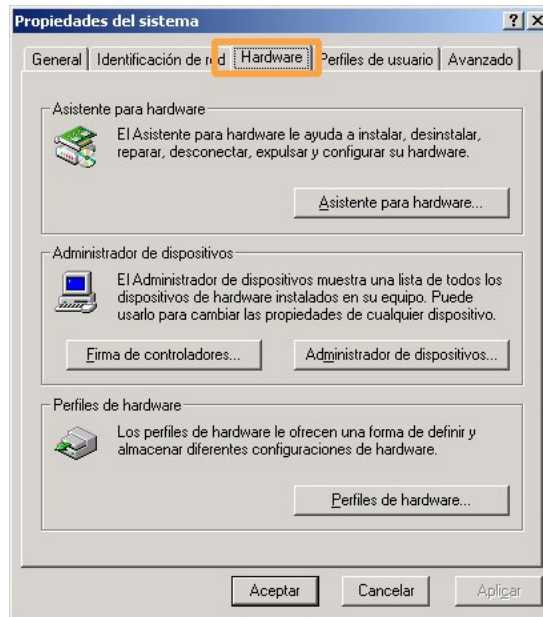 Propiedades del sistema
General Identificación de red Hardware Perfiles de usuario Avanzado
Asistente para hardware
El Asistente para hardware le ayuda a instalar, desinstalar,
reparar, desconectar, expulsar y configurar su hardware.
Asistente para hardware...
Administrador de dispositivos
El Administrador de dispositivos muestra una lista de todos los
dispositivos de hardware instalados en su equipo. Puede
usarlo para cambiar las propiedades de cualquier dispositivo.
Firma de controladores... Administrador de dispositivos...
Perfiles de hardware
Los perfiles de hardware le ofrecen una forma de definir y
almacenar diferentes configuraciones de hardware.
Perfiles de hardware...
Aceptar Cancelar Aplicar